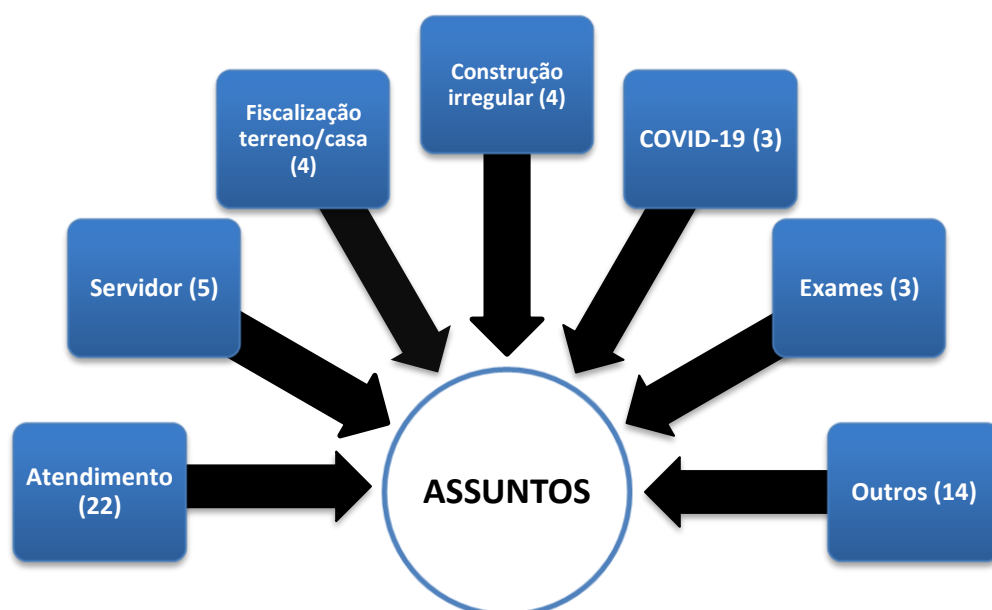 Construção
irregular (4)
Fiscalização
terreno/casa
(4)
COVID-19 (3)
Servidor (5)
Exames (3)
Atendimento
(22)
ASSUNTOS
Outros (14)